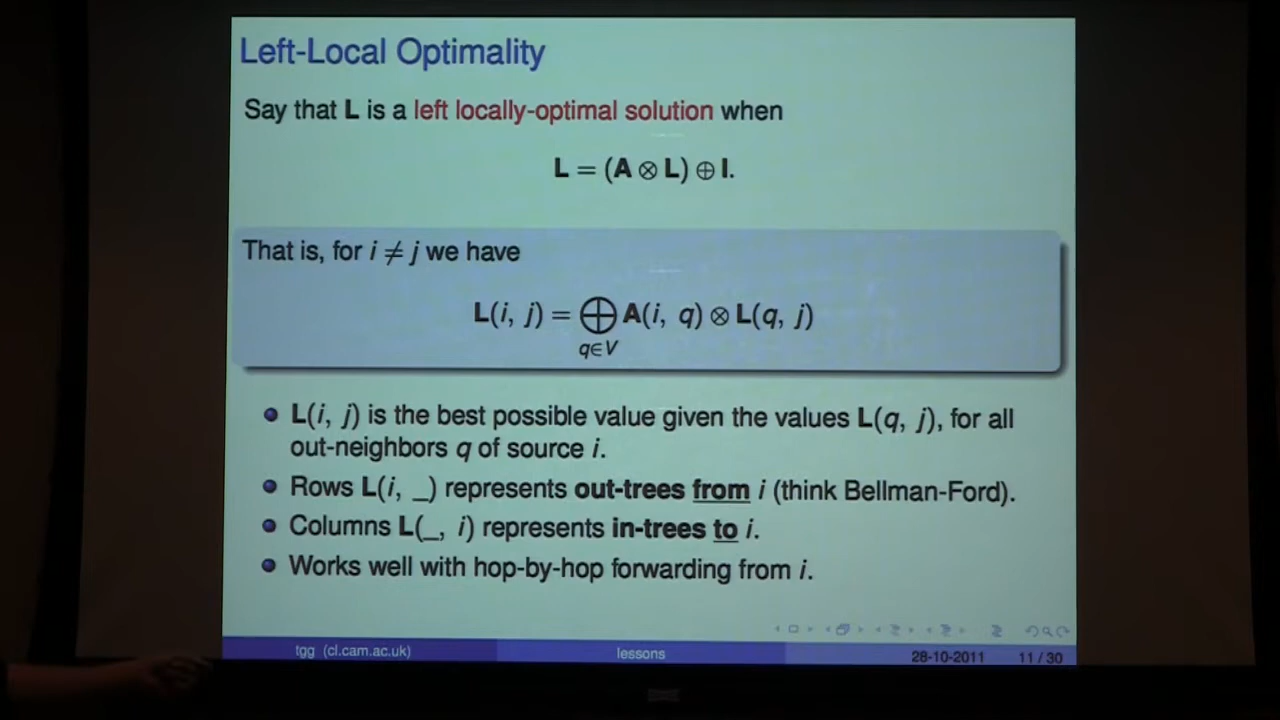 Left-Local Optimality
Say that L is a left locally-optimal solution when
L = (A ⊗ L) ⊕ I.
That is, for i ≠ j we have
L(i, j) = ⨁ A(i, q) ⊗ L(q, j)
q∈V
L(i, j) is the best possible value given the values L(q, j), for all
out-neighbors q of source i.
Rows L(i, _) represents out-trees from i (think Bellman-Ford).
Columns L(_, i) represents in-trees to i.
Works well with hop-by-hop forwarding from i.
tgg (cl.cam.ac.uk)
lessons
28-10-2011
11 / 30